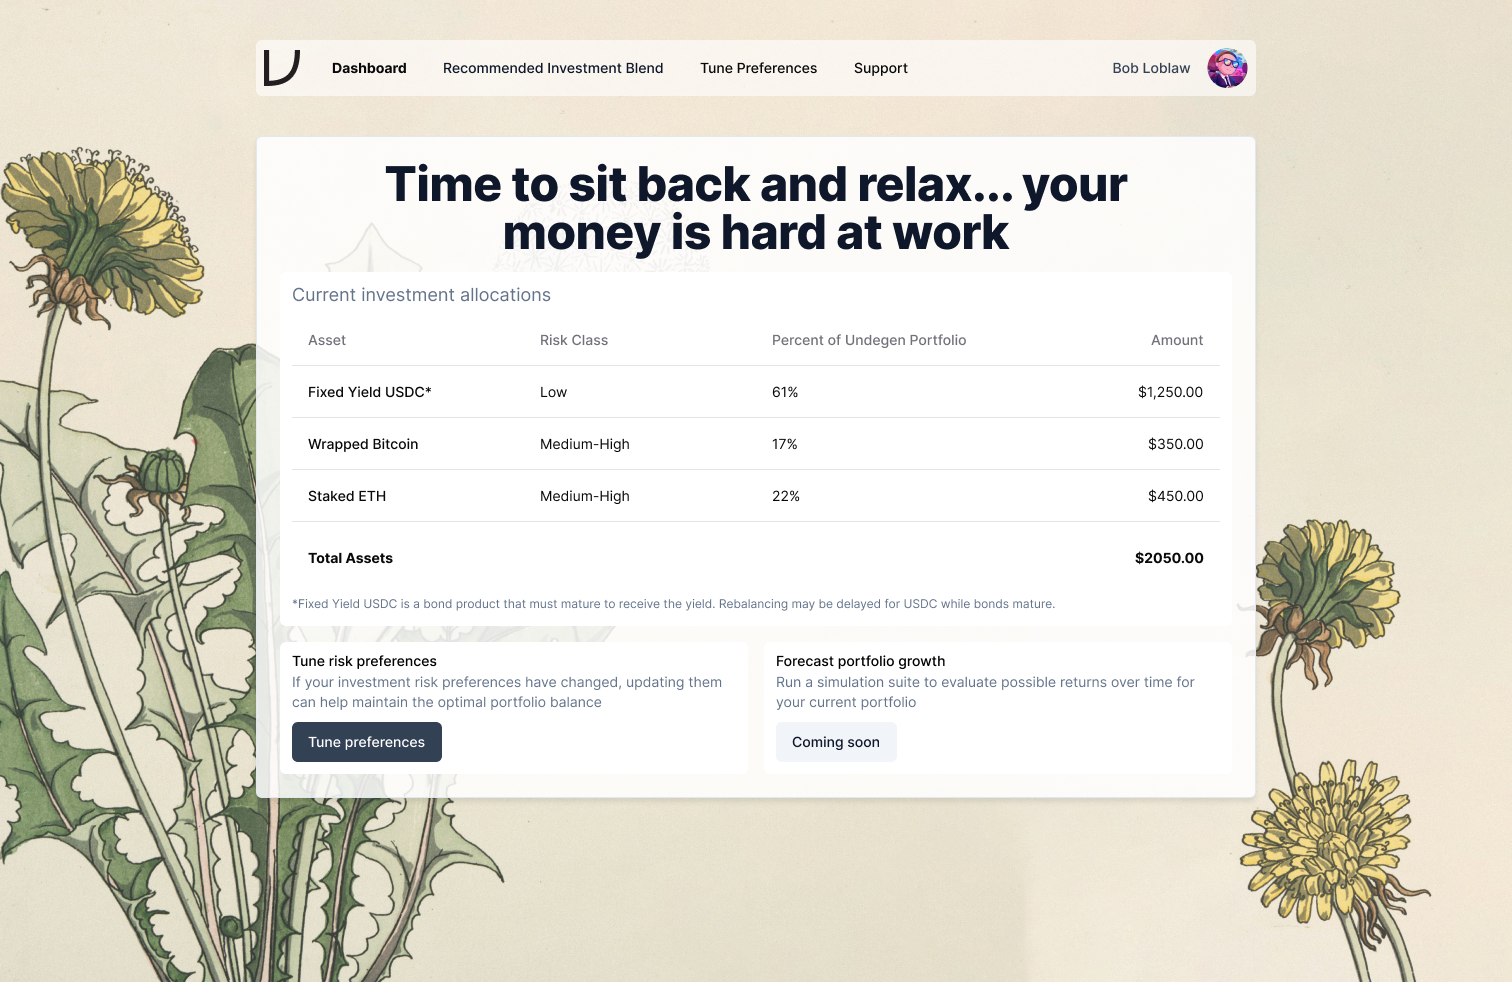 Dashboard Recommended Investment Blend Tune Preferences Support Bob Loblaw
Time to sit back and relax... your
money is hard at work
Current investment allocations
Asset Risk Class Percent of Undegen Portfolio Amount
Fixed Yield USDC* Low 61% $1,250.00
Wrapped Bitcoin Medium-High 17% $350.00
Staked ETH Medium-High 22% $450.00
Total Assets $2050.00
*Fixed Yield USDC is a bond product that must mature to receive the yield. Rebalancing may be delayed for USDC while bonds mature.
Tune risk preferences
If your investment risk preferences have changed, updating them
can help maintain the optimal portfolio balance
Tune preferences
Forecast portfolio growth
Run a simulation suite to evaluate possible returns over time for
your current portfolio
Coming soon